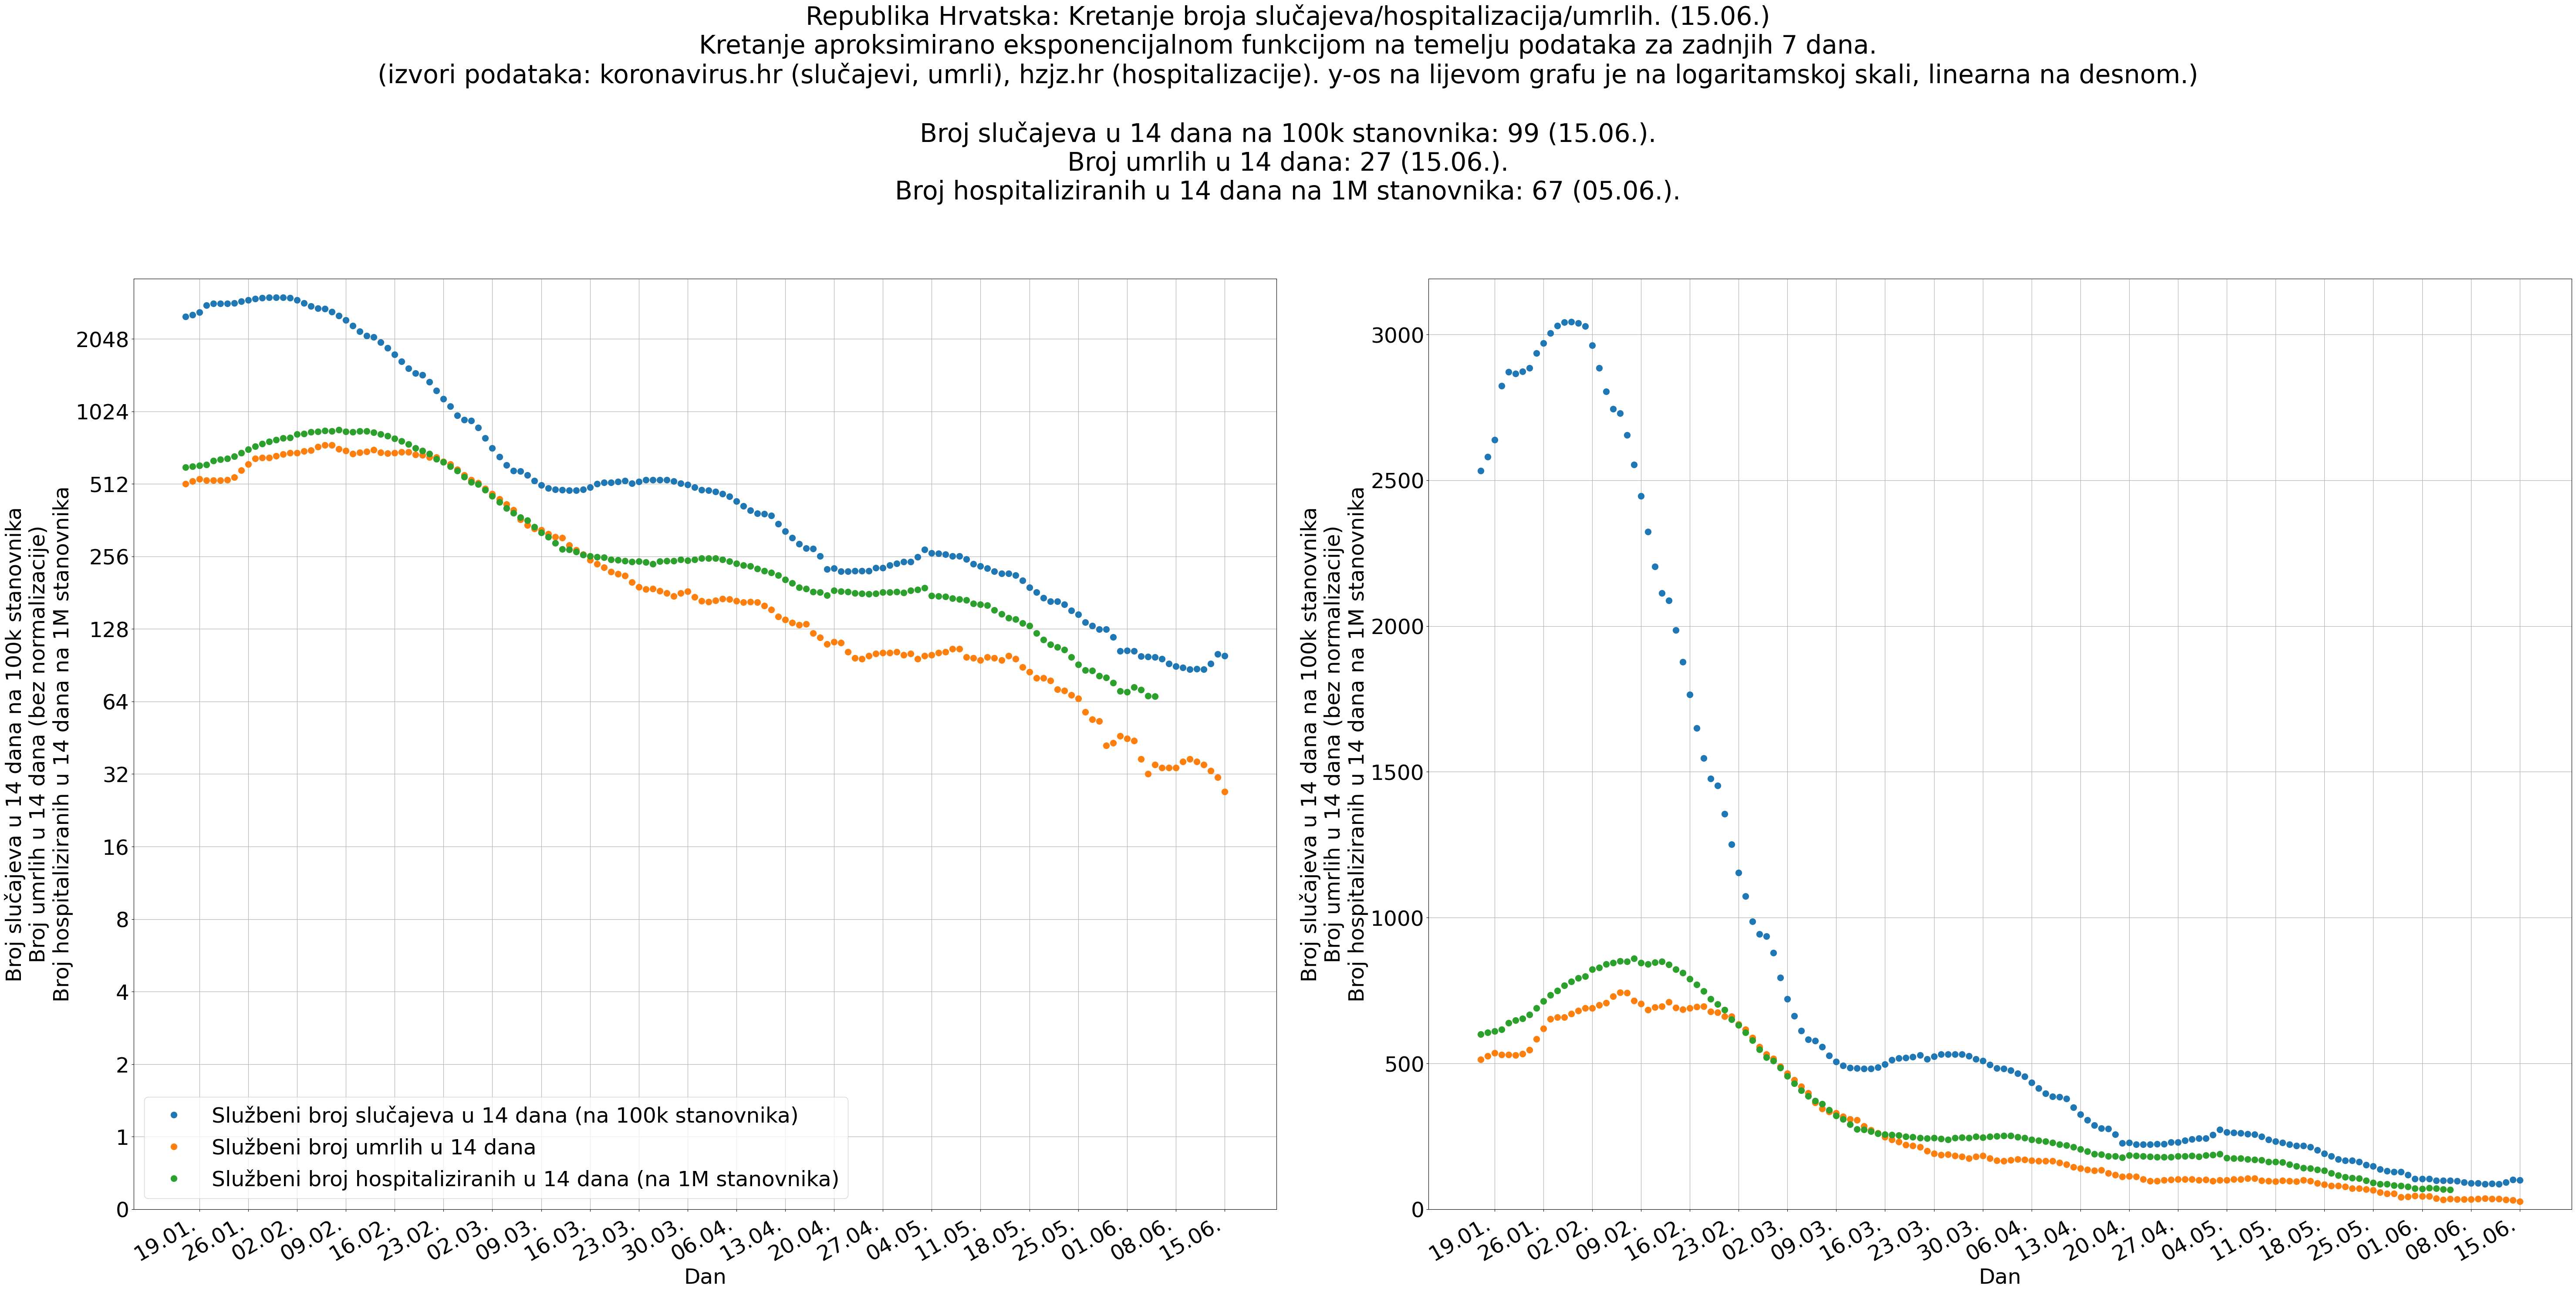 Republika Hrvatska: Kretanje broja slučajeva/hospitalizacija/umrlih. (15.06.)
Kretanje aproksimirano eksponencijalnom funkcijom na temelju podataka za zadnjih 7 dana.
(izvori podataka: koronavirus.hr (slučajevi, umrli), hzjz.hr (hospitalizacije). y-os na lijevom grafu je na logaritamskoj skali, linearna na desnom.)
Broj slučajeva u 14 dana na 100k stanovnika: 99 (15.06.).
Broj umrlih u 14 dana: 27 (15.06.).
Broj hospitaliziranih u 14 dana na 1M stanovnika: 67 (05.06.).
Broj slučajeva u 14 dana na 100k stanovnika
Broj umrlih u 14 dana (bez normalizacije)
Broj hospitaliziranih u 14 dana na 1M stanovnika
2048
1024
512
256
128
64
32
16
8
4
2
1
0
Službeni broj slučajeva u 14 dana (na 100k stanovnika)
Službeni broj umrlih u 14 dana
Službeni broj hospitaliziranih u 14 dana (na 1M stanovnika)
19.01. 26.01. 02.02. 09.02. 16.02. 23.02. 02.03. 09.03. 16.03. 23.03. 30.03. 06.04. 13.04. 20.04. 27.04. 04.05. 11.05. 18.05. 25.05. 01.06. 08.06. 15.06.
Dan
Broj slučajeva u 14 dana na 100k stanovnika
Broj umrlih u 14 dana (bez normalizacije)
Broj hospitaliziranih u 14 dana na 1M stanovnika
3000
2500
2000
1500
1000
500
0
19.01. 26.01. 02.02. 09.02. 16.02. 23.02. 02.03. 09.03. 16.03. 23.03. 30.03. 06.04. 13.04. 20.04. 27.04. 04.05. 11.05. 18.05. 25.05. 01.06. 08.06. 15.06.
Dan